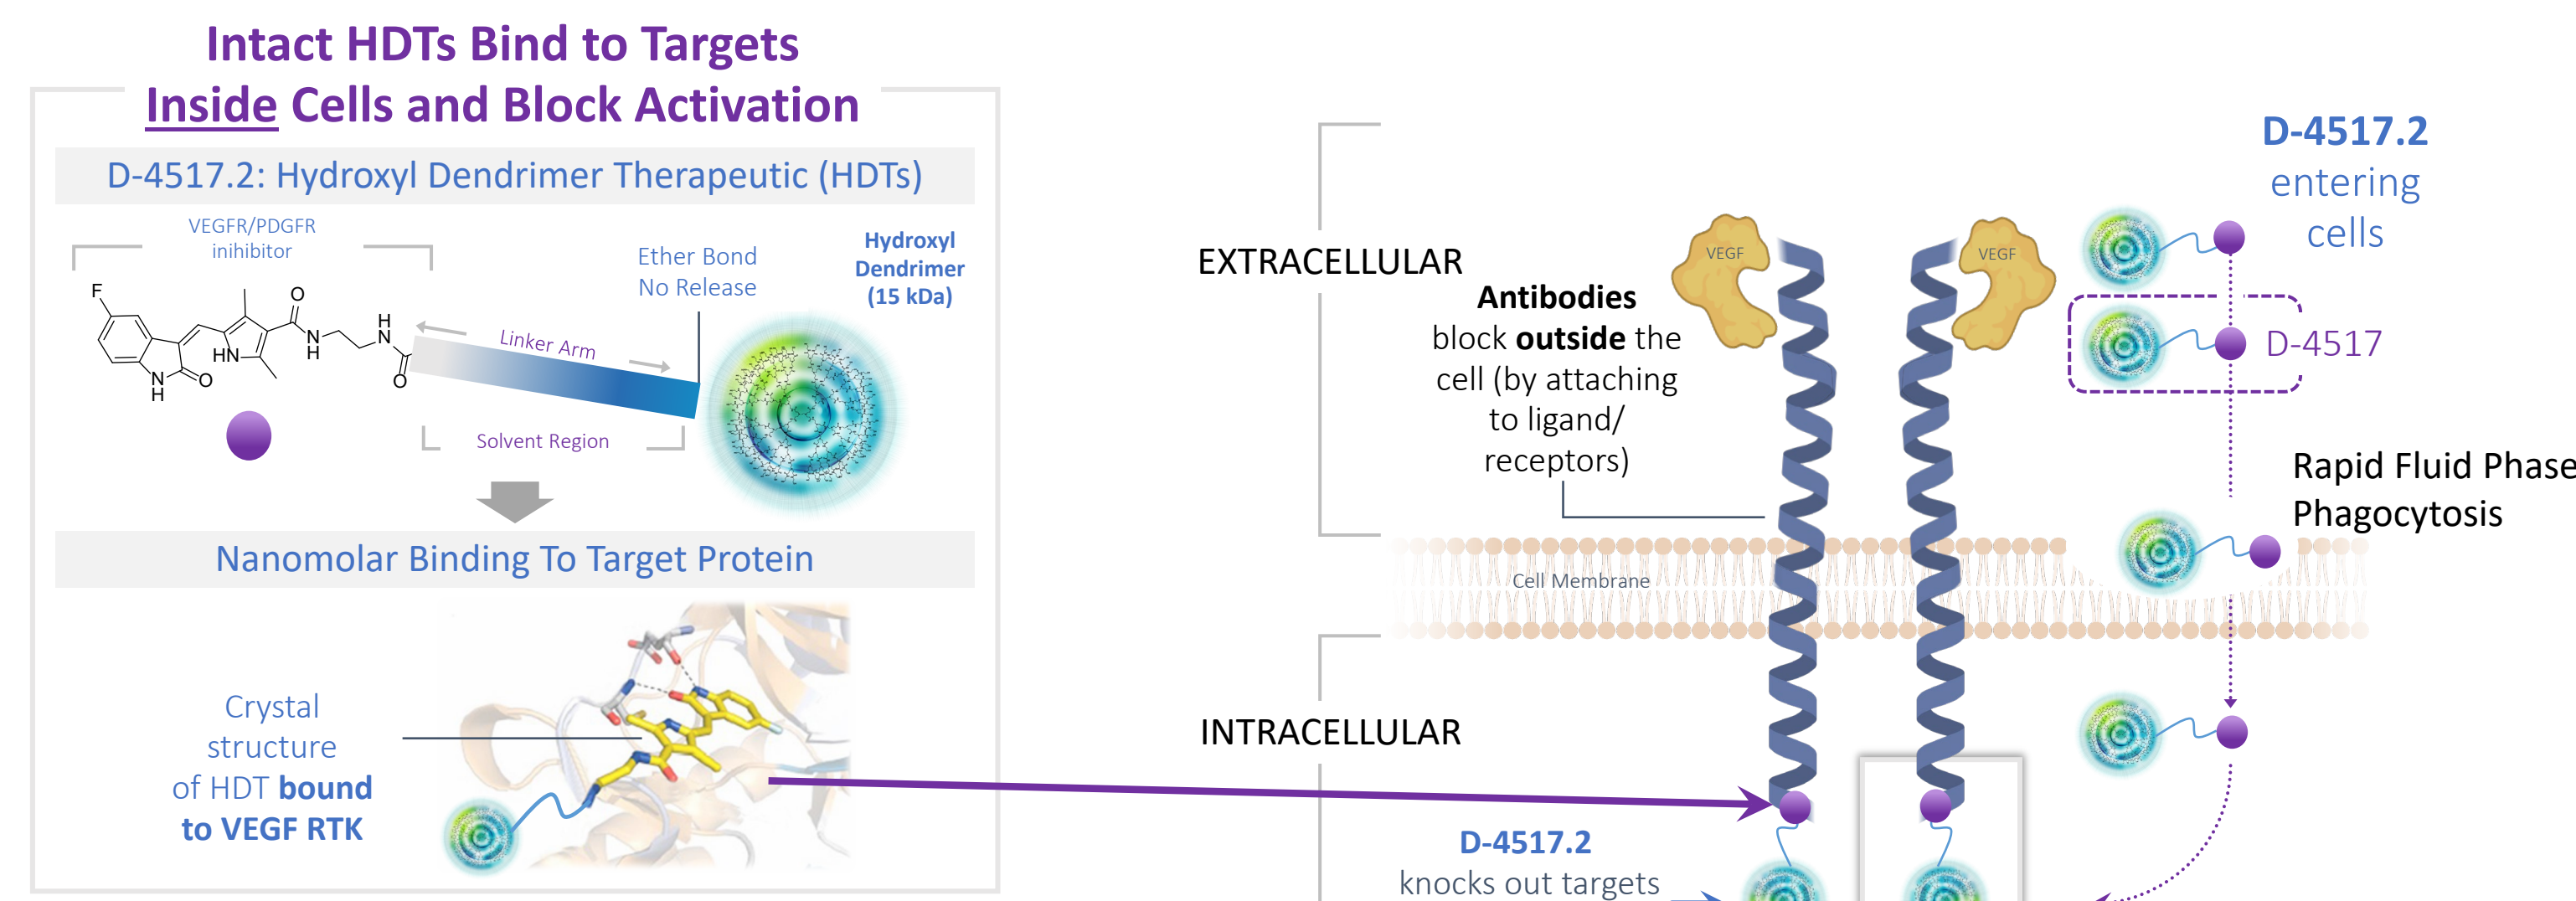 Intact HDTs Bind to Targets
Inside Cells and Block Activation
D-4517.2: Hydroxyl Dendrimer Therapeutic (HDTs)
VEGFR/PDGFR
inihibitor
Ether Bond
No Release
Hydroxyl
Dendrimer
(15 kDa)
F
O
N
H
H
N
HN
O
N
H
O
Linker Arm
Solvent Region
Nanomolar Binding To Target Protein
Crystal
structure
of HDT bound
to VEGF RTK
EXTRACELLULAR
Antibodies
block outside the
cell (by attaching
to ligand/
receptors)
VEGF
VEGF
D-4517.2
entering
cells
D-4517
Rapid Fluid Phase
Phagocytosis
Cell Membrane
INTRACELLULAR
D-4517.2
knocks out targets